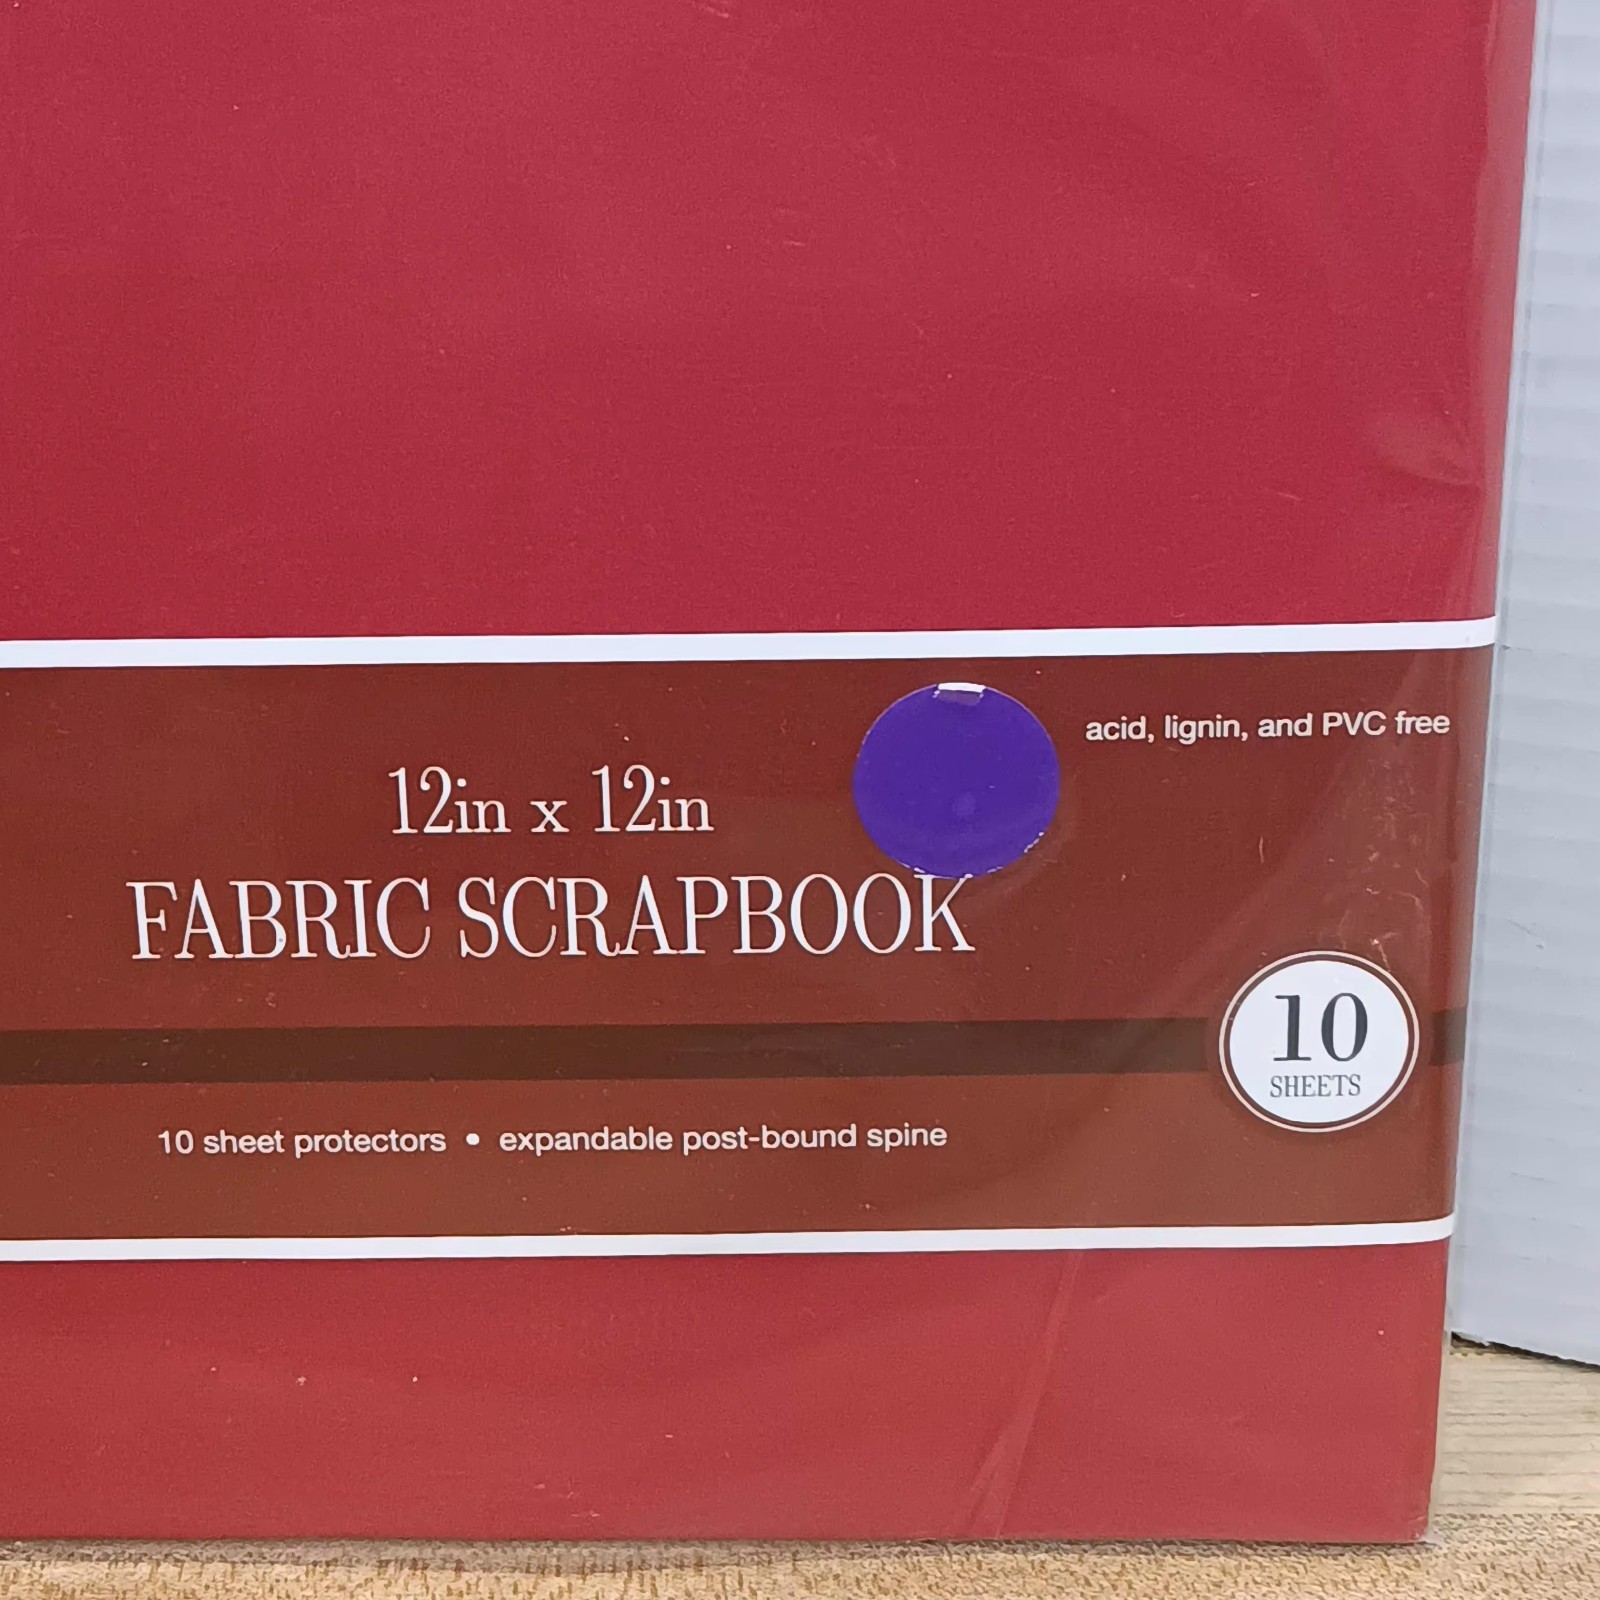 acid, lignin, and PVC free
12in x 12in
FABRIC SCRAPBOOK
10
SHEETS
10 sheet protectors • expandable post-bound spine